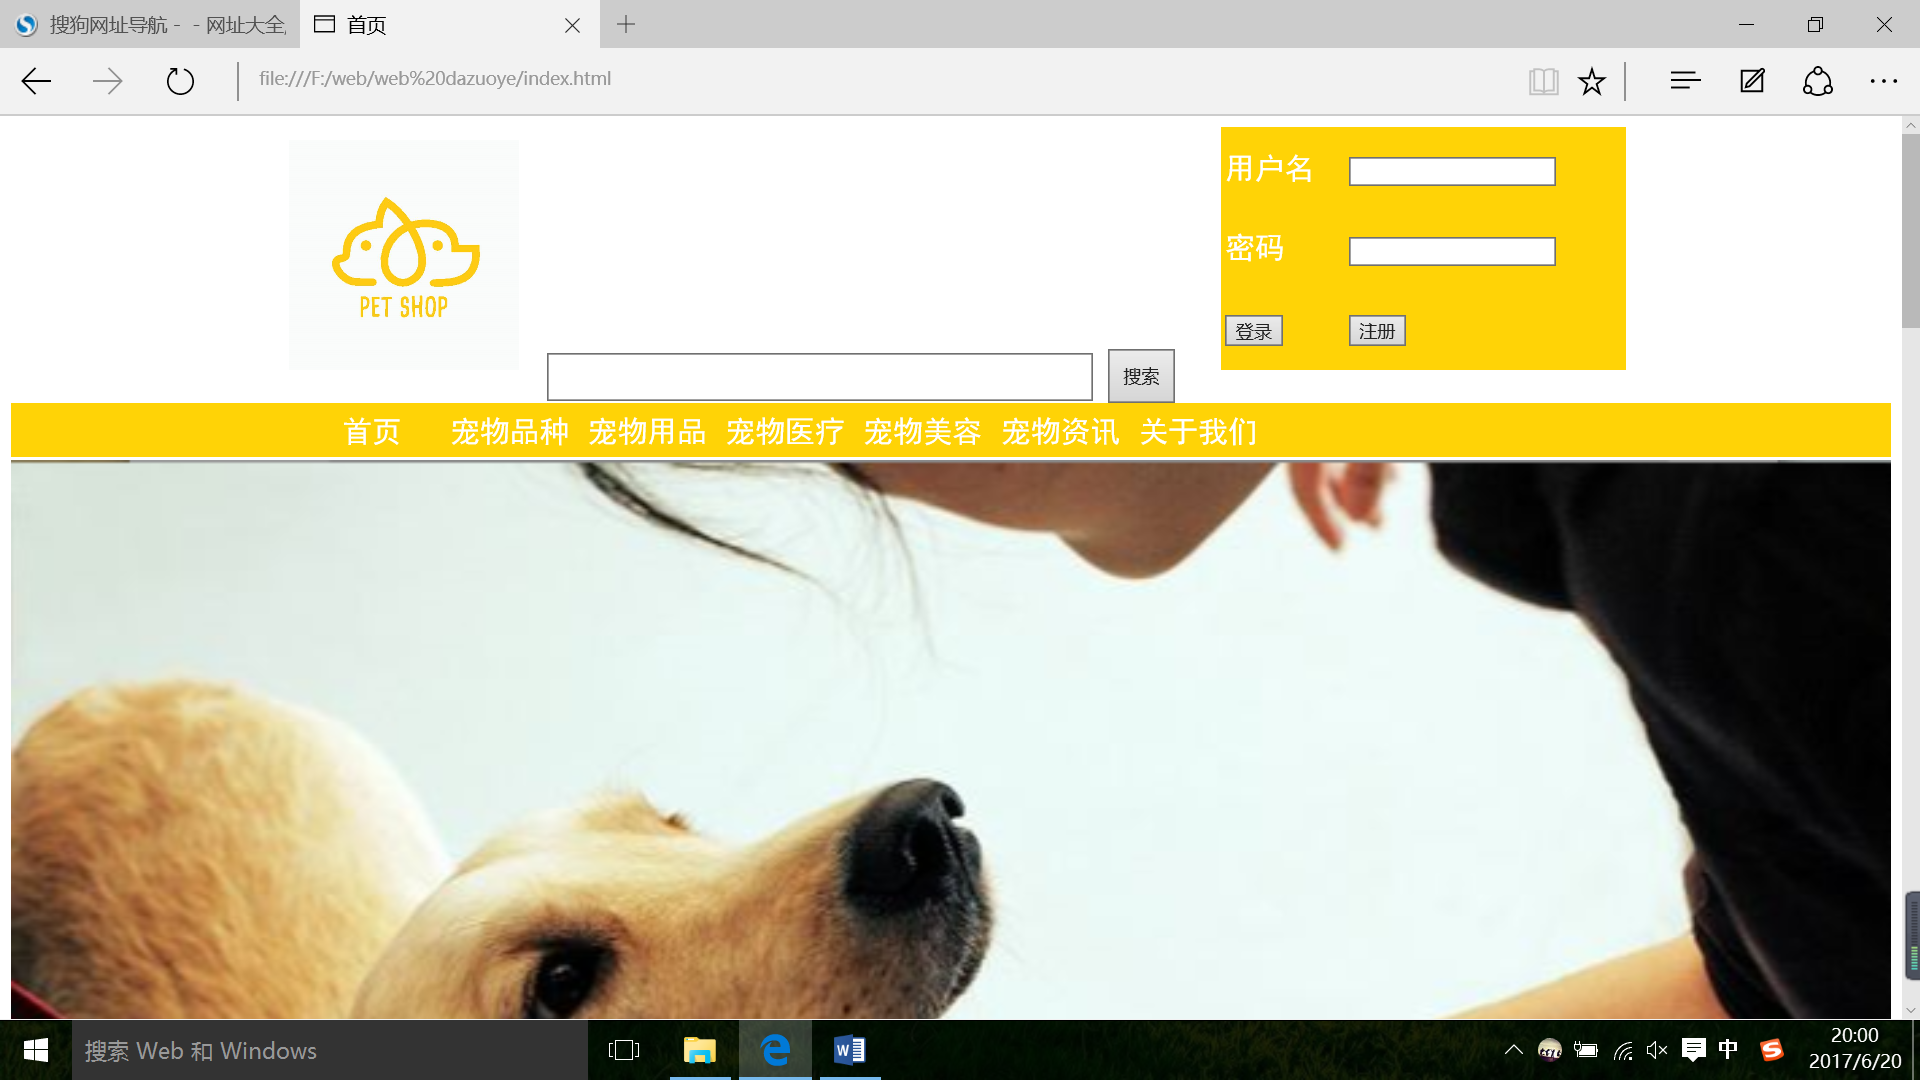 搜狗网址导航 - - 网址大全
首页
file:///F:/web/web%20dazuoye/index.html
用户名
密码
登录 注册
PET SHOP
搜索
首页 宠物品种 宠物用品 宠物医疗 宠物美容 宠物资讯 关于我们
搜索 Web 和 Windows
中
20:00
2017/6/20